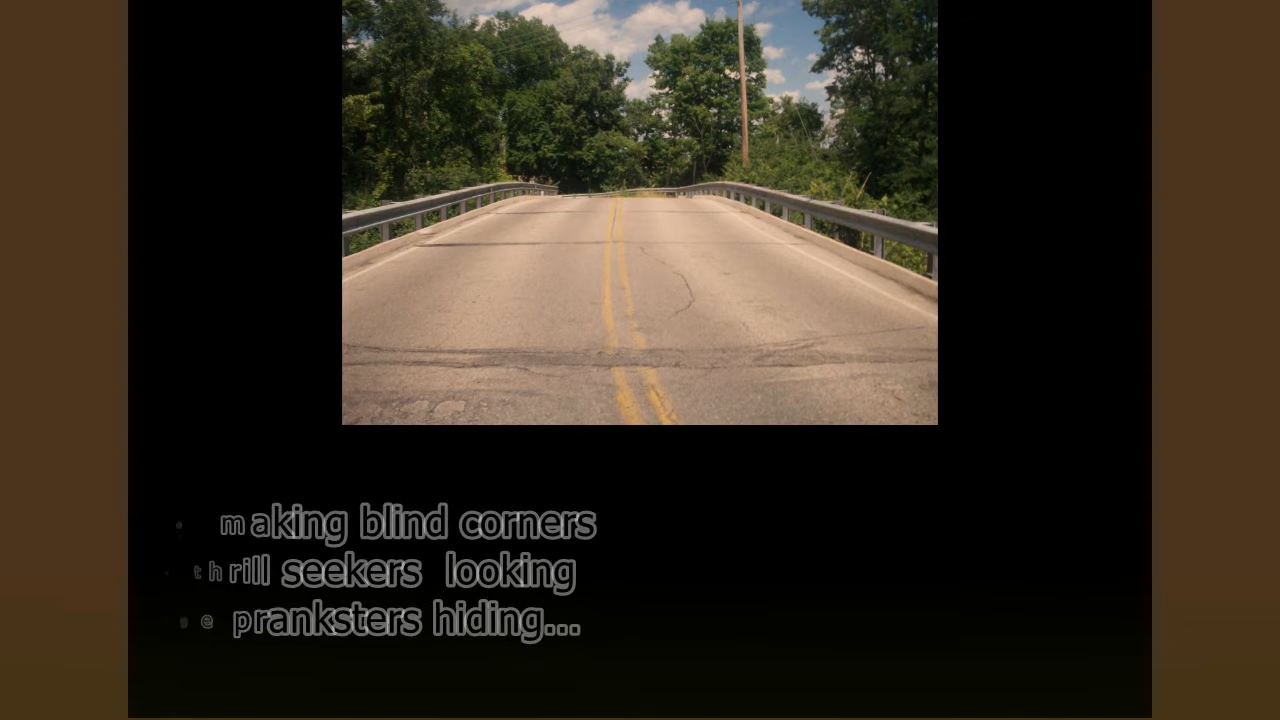 making blind corners
thrill seekers looking
pranksters hiding...